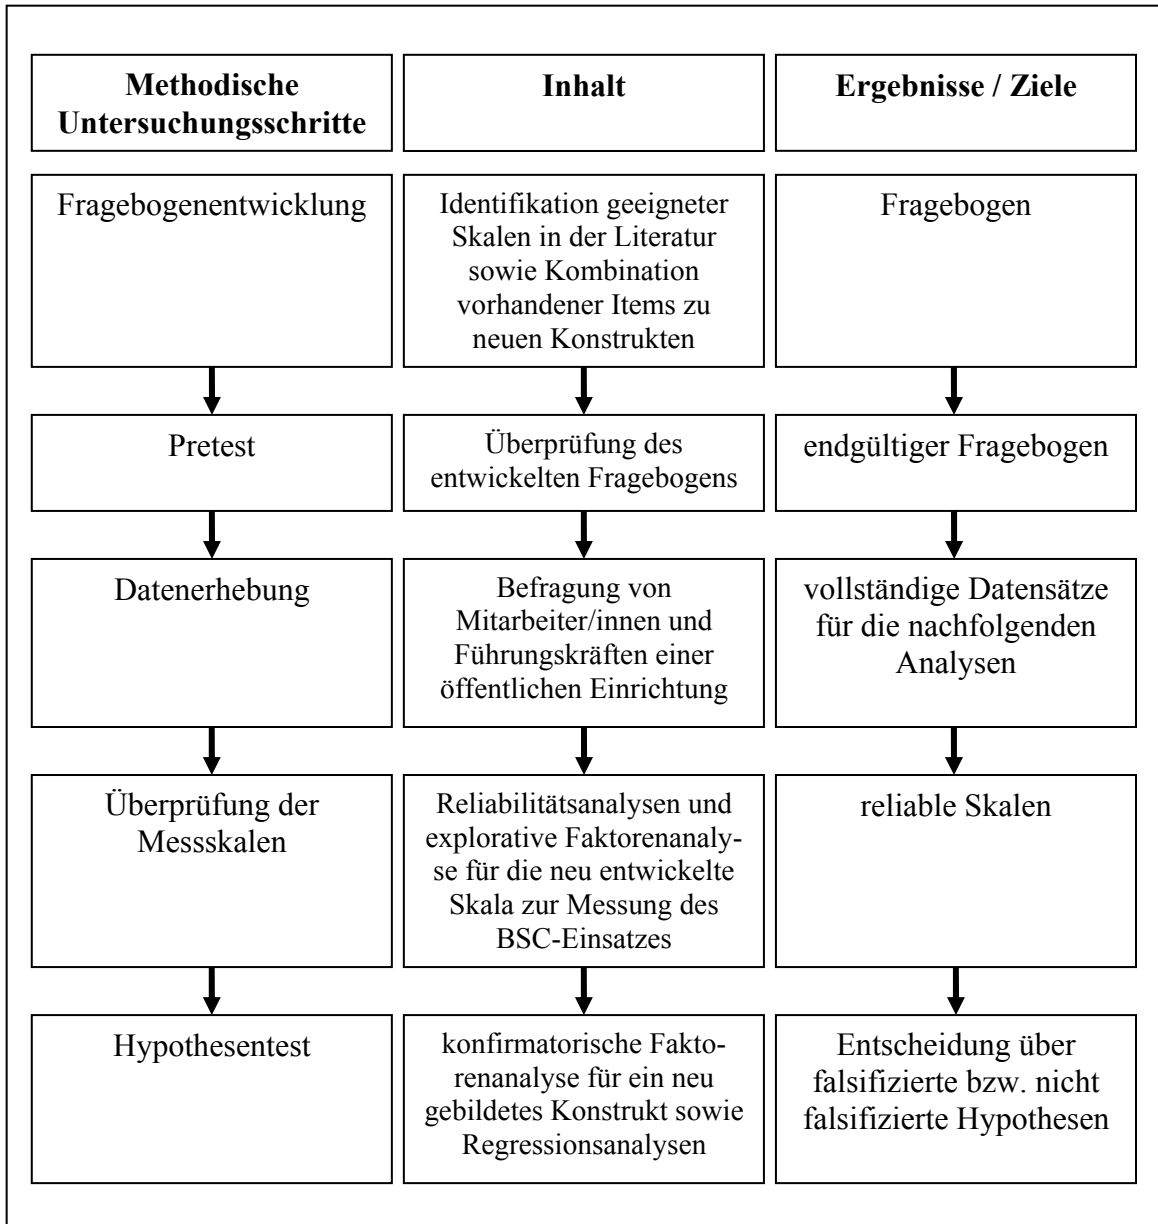 Methodische
Untersuchungsschritte
Inhalt
Ergebnisse / Ziele
Fragebogenentwicklung
Identifikation geeigneter
Skalen in der Literatur
sowie Kombination
vorhandener Items zu
neuen Konstrukten
Fragebogen
Pretest
Überprüfung des
entwickelten Fragebogens
endgültiger Fragebogen
Datenerhebung
Befragung von
Mitarbeiter/innen und
Führungskräften einer
öffentlichen Einrichtung
vollständige Datensätze
für die nachfolgenden
Analysen
Überprüfung der
Messskalen
Reliabilitätsanalysen und
explorative Faktorenanaly-
se für die neu entwickelte
Skala zur Messung des
BSC-Einsatzes
reliable Skalen
Hypothesentest
konfirmatorische Fakto-
renanalyse für ein neu
gebildetes Konstrukt sowie
Regressionsanalysen
Entscheidung über
falsifizierte bzw. nicht
falsifizierte Hypothesen